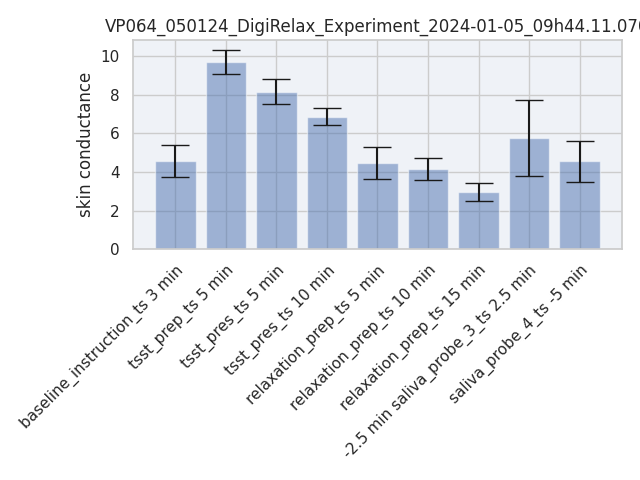 VP064_050124_DigiRelax_Experiment_2024-01-05_09h44.11.07
skin conductance
10
8
6
4
2
0
baseline_instruction_ts 3 min
tsst_prep_ts 5 min
tsst_pres_ts 5 min
tsst_pres_ts 10 min
relaxation_prep_ts 5 min
relaxation_prep_ts 10 min
relaxation_prep_ts 15 min
-2.5 min saliva_probe_3_ts 2.5 min
saliva_probe_4_ts -5 min